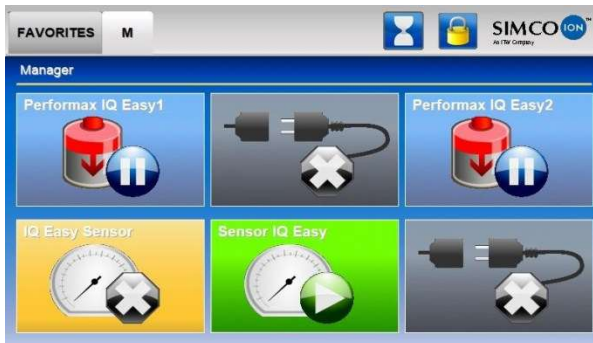 FAVORITES M SIMCO ION
An ITW Company
Manager
Performax IQ Easy1 Performax IQ Easy2
IQ Easy Sensor Sensor IQ Easy